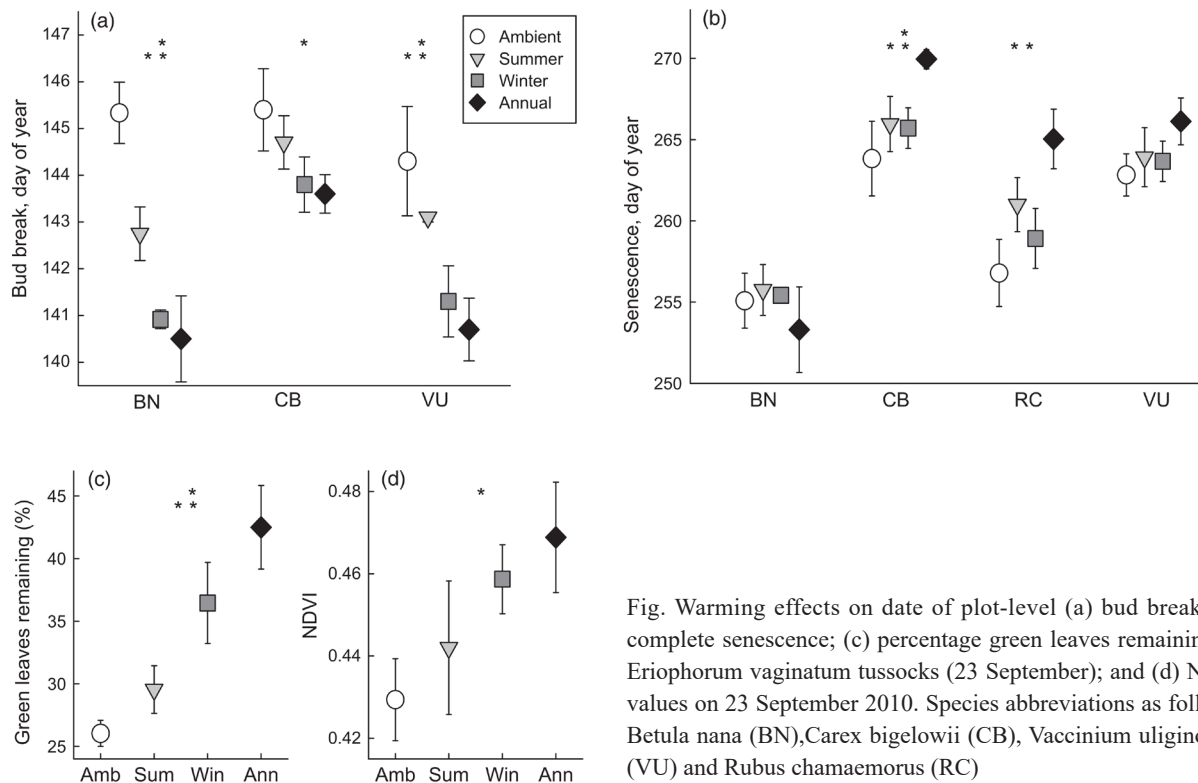 (a)
147
146
145
144
143
142
141
140
Bud break, day of year
* * *
*
* * *
Ambient
Summer
Winter
Annual
BN CB VU
(b)
270
265
260
255
250
Senescence, day of year
* * *
* *
BN CB RC VU
(c)
45
40
35
30
25
Green leaves remaining (%)
* * *
Amb Sum Win Ann
(d)
0.48
0.46
0.44
0.42
NDVI
*
Amb Sum Win Ann
Fig. Warming effects on date of plot-level (a) bud break
complete senescence; (c) percentage green leaves
Eriophorum vaginatum tussocks (23 September); and (d)
values on 23 September 2010. Species abbreviations as
Betula nana (BN),Carex bigelowii (CB), Vaccinium
(VU) and Rubus chamaemorus (RC)